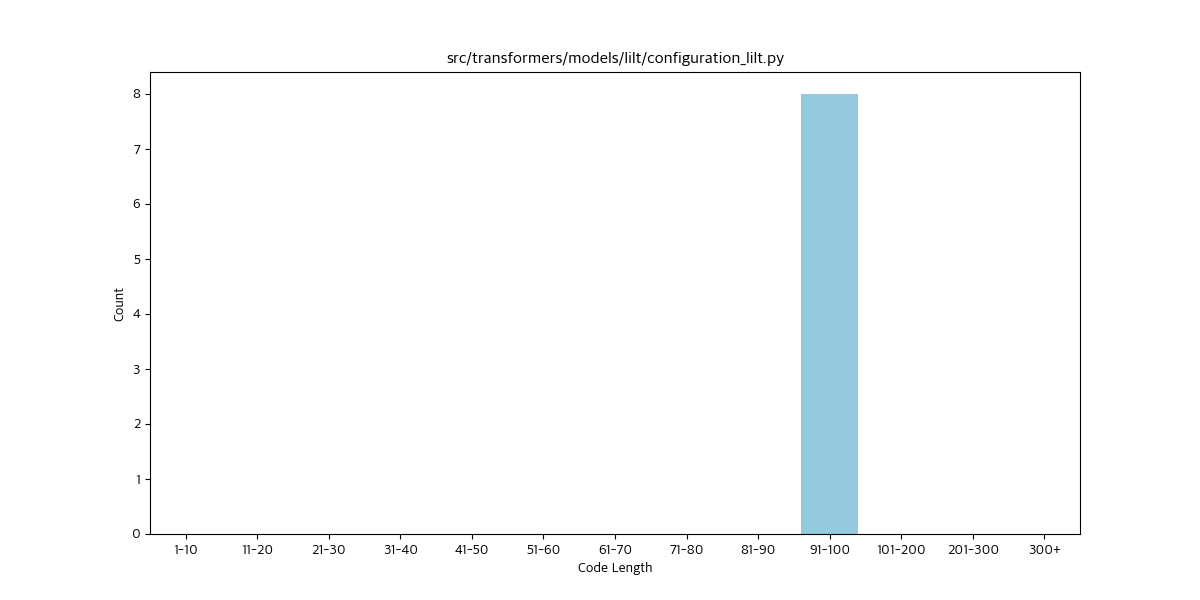 src/transformers/models/lilt/configuration_lilt.py
Count
8
7
6
5
4
3
2
1
0
1-10 11-20 21-30 31-40 41-50 51-60 61-70 71-80 81-90 91-100 101-200 201-300 300+
Code Length